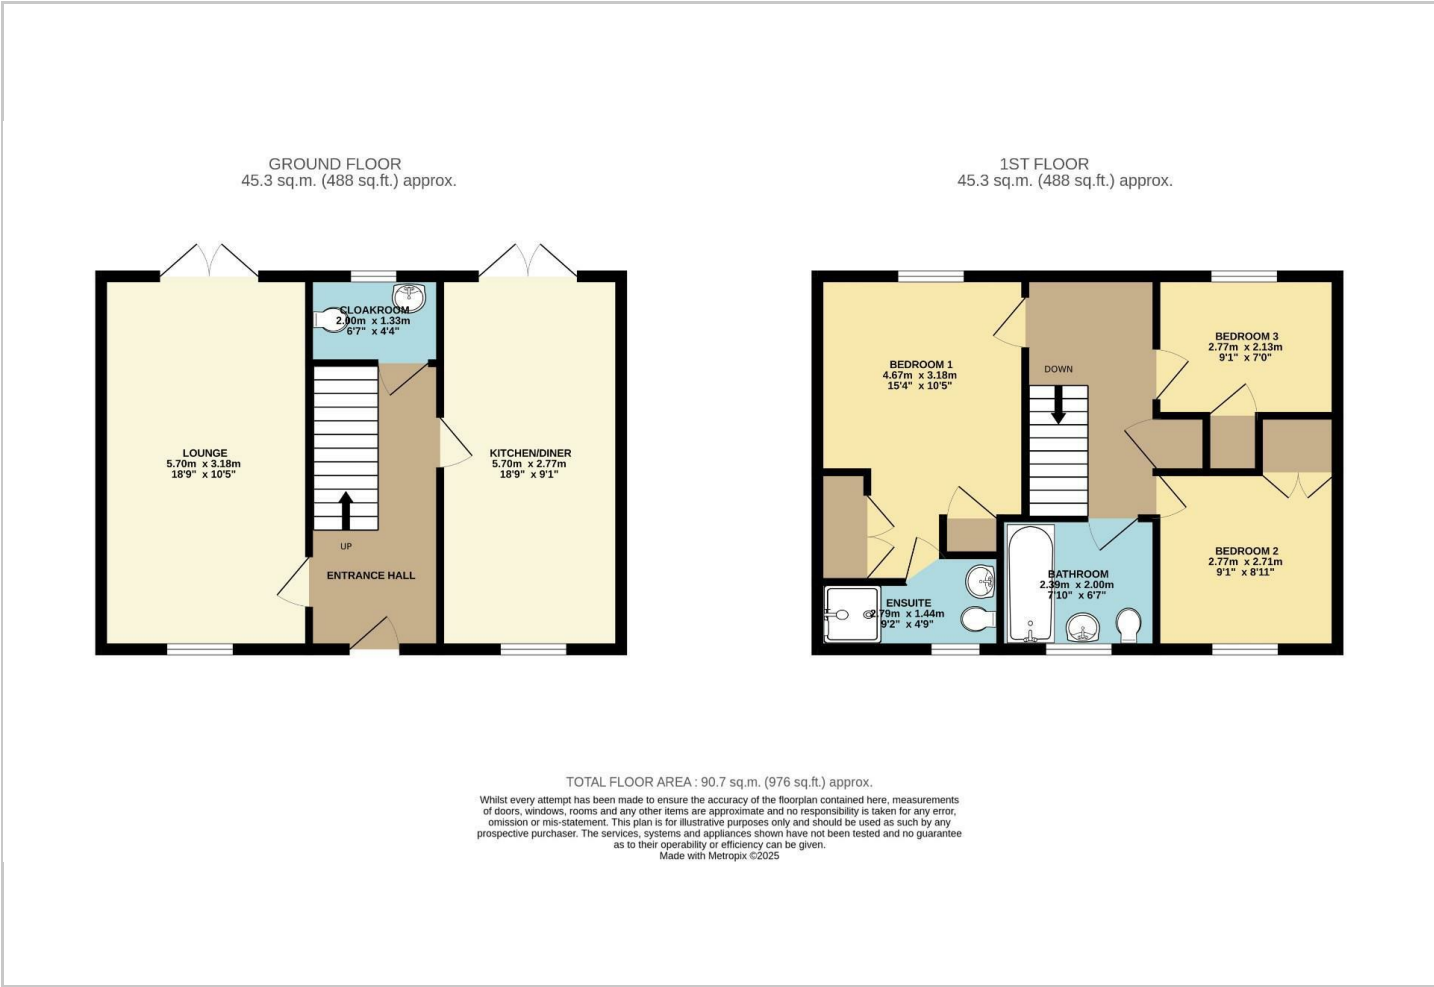 GROUND FLOOR
45.3 sq.m. (488 sq.ft.) approx.
1ST FLOOR
45.3 sq.m. (488 sq.ft.) approx.
CLOAKROOM
2.00m x 1.33m
6'7" x 4'4"
LOUNGE
5.70m x 3.18m
18'9" x 10'5"
KITCHEN/DINER
5.70m x 2.77m
18'9" x 9'1"
UP
ENTRANCE HALL
BEDROOM 1
4.67m x 3.18m
15'4" x 10'5"
DOWN
BEDROOM 3
2.77m x 2.13m
9'1" x 7'0"
BEDROOM 2
2.77m x 2.71m
9'1" x 8'11"
BATHROOM
2.39m x 2.00m
7'10" x 6'7"
ENSUITE
2.79m x 1.44m
9'2" x 4'9"
TOTAL FLOOR AREA : 90.7 sq.m. (976 sq.ft.) approx.
Whilst every attempt has been made to ensure the accuracy of the floorplan contained here, measurements
of doors, windows, rooms and any other items are approximate and no responsibility is taken for any error,
omission or mis-statement. This plan is for illustrative purposes only and should be used as such by any
prospective purchaser. The services, systems and appliances shown have not been tested and no guarantee
as to their operability or efficiency can be given.
Made with Metropix ©2025